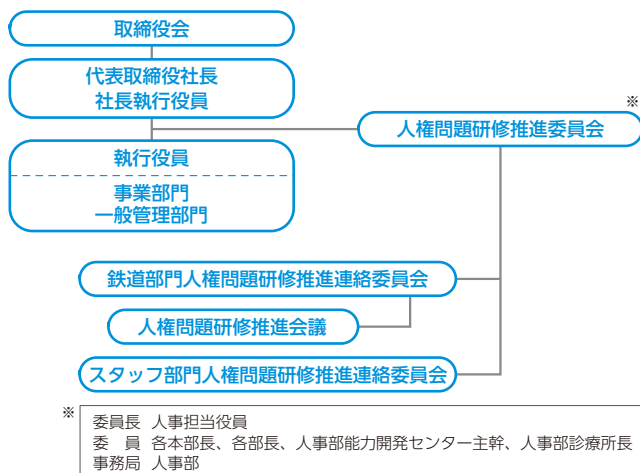 取締役会
代表取締役社長
社長執行役員
※
人権問題研修推進委員会
執行役員
事業部門
一般管理部門
鉄道部門人権問題研修推進連絡委員会
人権問題研修推進会議
スタッフ部門人権問題研修推進連絡委員会
※
委員長 人事担当役員
委　員 各本部長、各部長、人事部能力開発センター主幹、人事部診療所長
事務局 人事部